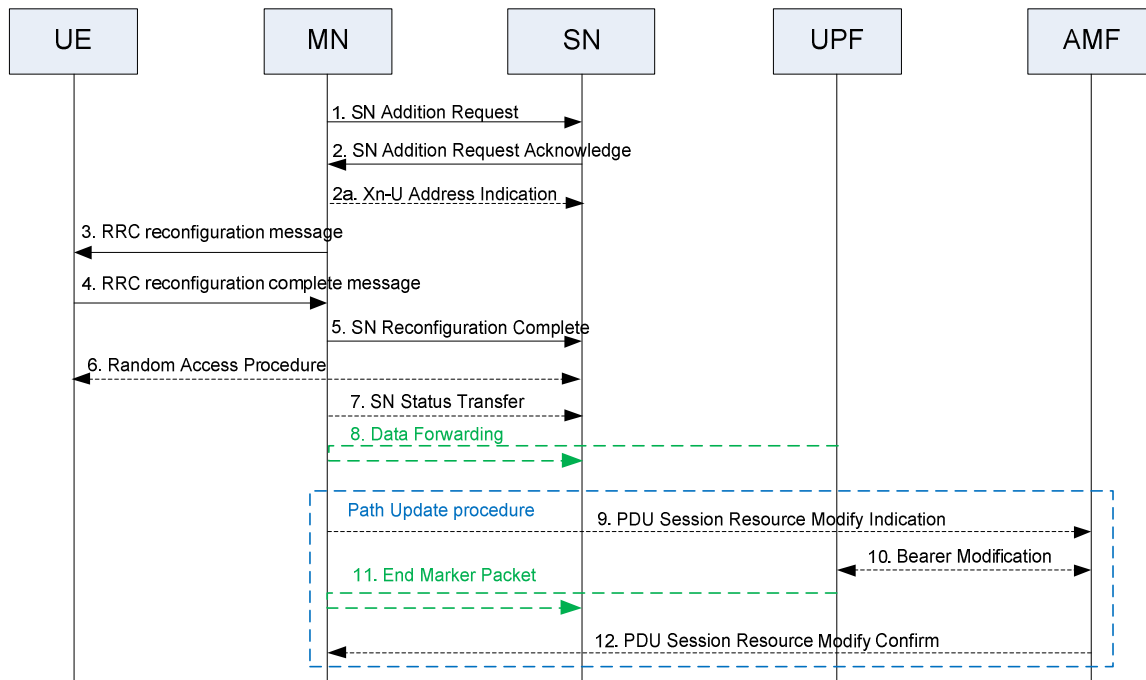 UE
MN
SN
UPF
AMF
1. SN Addition Request
2. SN Addition Request Acknowledge
2a. Xn-U Address Indication
3. RRC reconfiguration message
4. RRC reconfiguration complete message
5. SN Reconfiguration Complete
6. Random Access Procedure
7. SN Status Transfer
8. Data Forwarding
Path Update procedure
9. PDU Session Resource Modify Indication
10. Bearer Modification
11. End Marker Packet
12. PDU Session Resource Modify Confirm